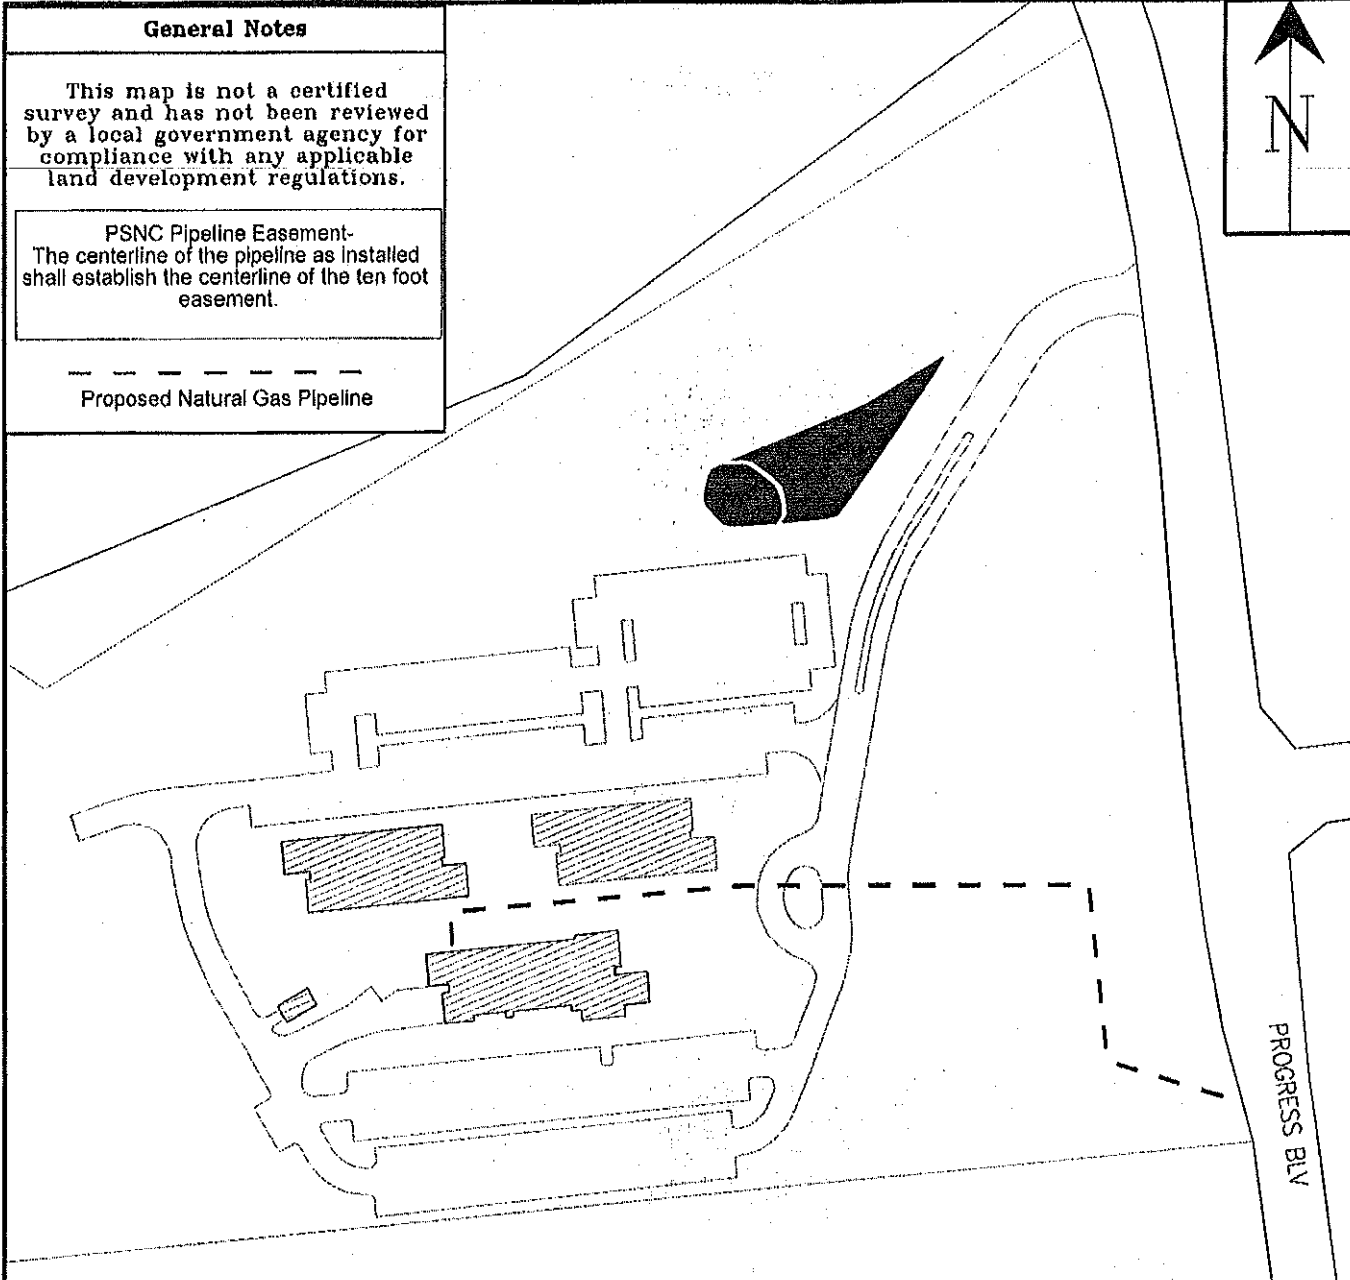 General Notes
This map is not a certified
survey and has not been reviewed
by a local government agency for
compliance with any applicable
land development regulations.
PSNC Pipeline Easement-
The centerline of the pipeline as installed
shall establish the centerline of the ten foot
easement.
Proposed Natural Gas Pipeline
N
PROGRESS BLV